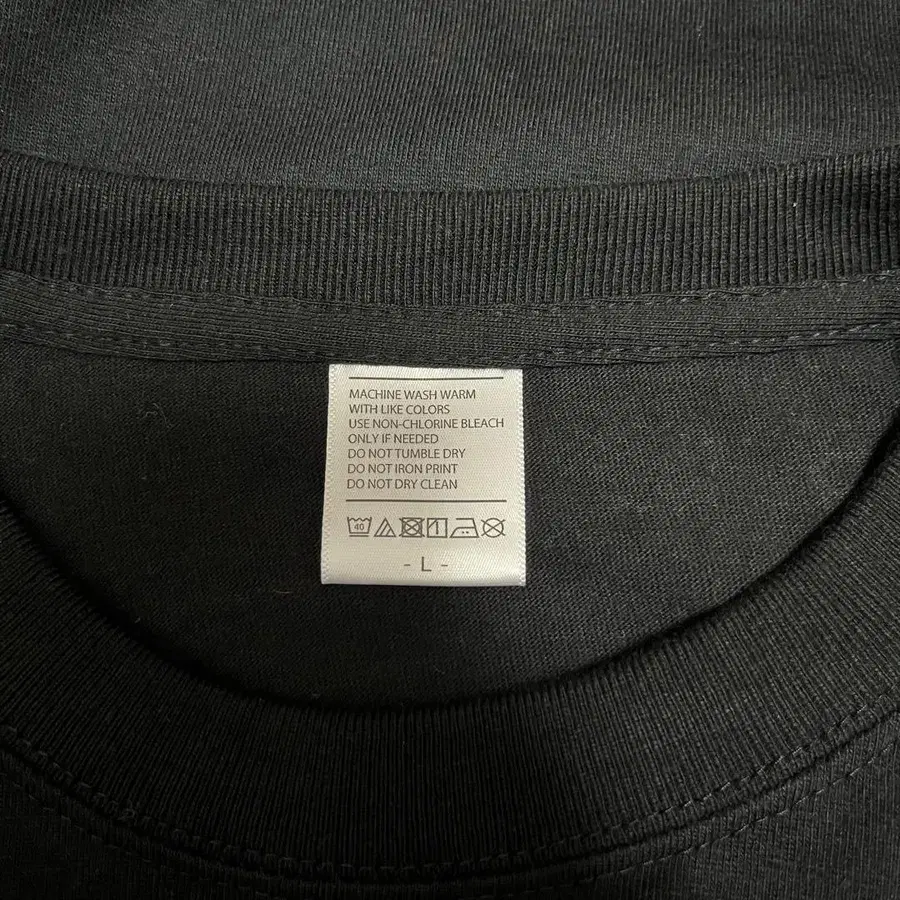 MACHINE WASH WARM
WITH LIKE COLORS
USE NON-CHLORINE BLEACH
ONLY IF NEEDED
DO NOT TUMBLE DRY
DO NOT IRON PRINT
DO NOT DRY CLEAN
40
- L -